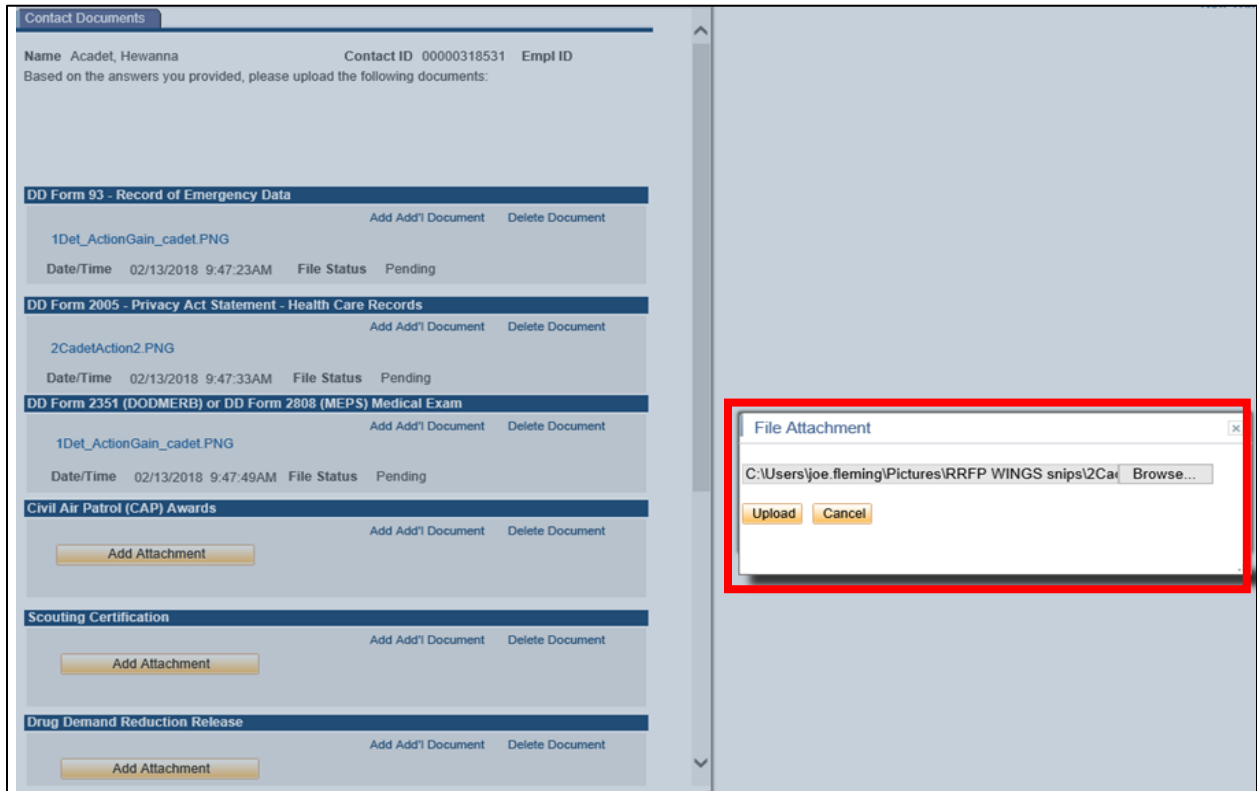 Contact Documents
Name Acadet, Hewanna Contact ID 00000318531 Empl ID
Based on the answers you provided, please upload the following documents:
DD Form 93 - Record of Emergency Data
Add Add'l Document Delete Document
1Det_ActionGain_cadet.PNG
Date/Time 02/13/2018 9:47:23AM File Status Pending
DD Form 2005 - Privacy Act Statement - Health Care Records
Add Add'l Document Delete Document
2CadetAction2.PNG
Date/Time 02/13/2018 9:47:33AM File Status Pending
DD Form 2351 (DODMERB) or DD Form 2808 (MEPS) Medical Exam
Add Add'l Document Delete Document
1Det_ActionGain_cadet.PNG
Date/Time 02/13/2018 9:47:49AM File Status Pending
Civil Air Patrol (CAP) Awards
Add Add'l Document Delete Document
Add Attachment
Scouting Certification
Add Add'l Document Delete Document
Add Attachment
Drug Demand Reduction Release
Add Add'l Document Delete Document
Add Attachment
File Attachment
C:\Users\joe.fleming\Pictures\RRFP WINGS snips\2Ca Browse...
Upload Cancel